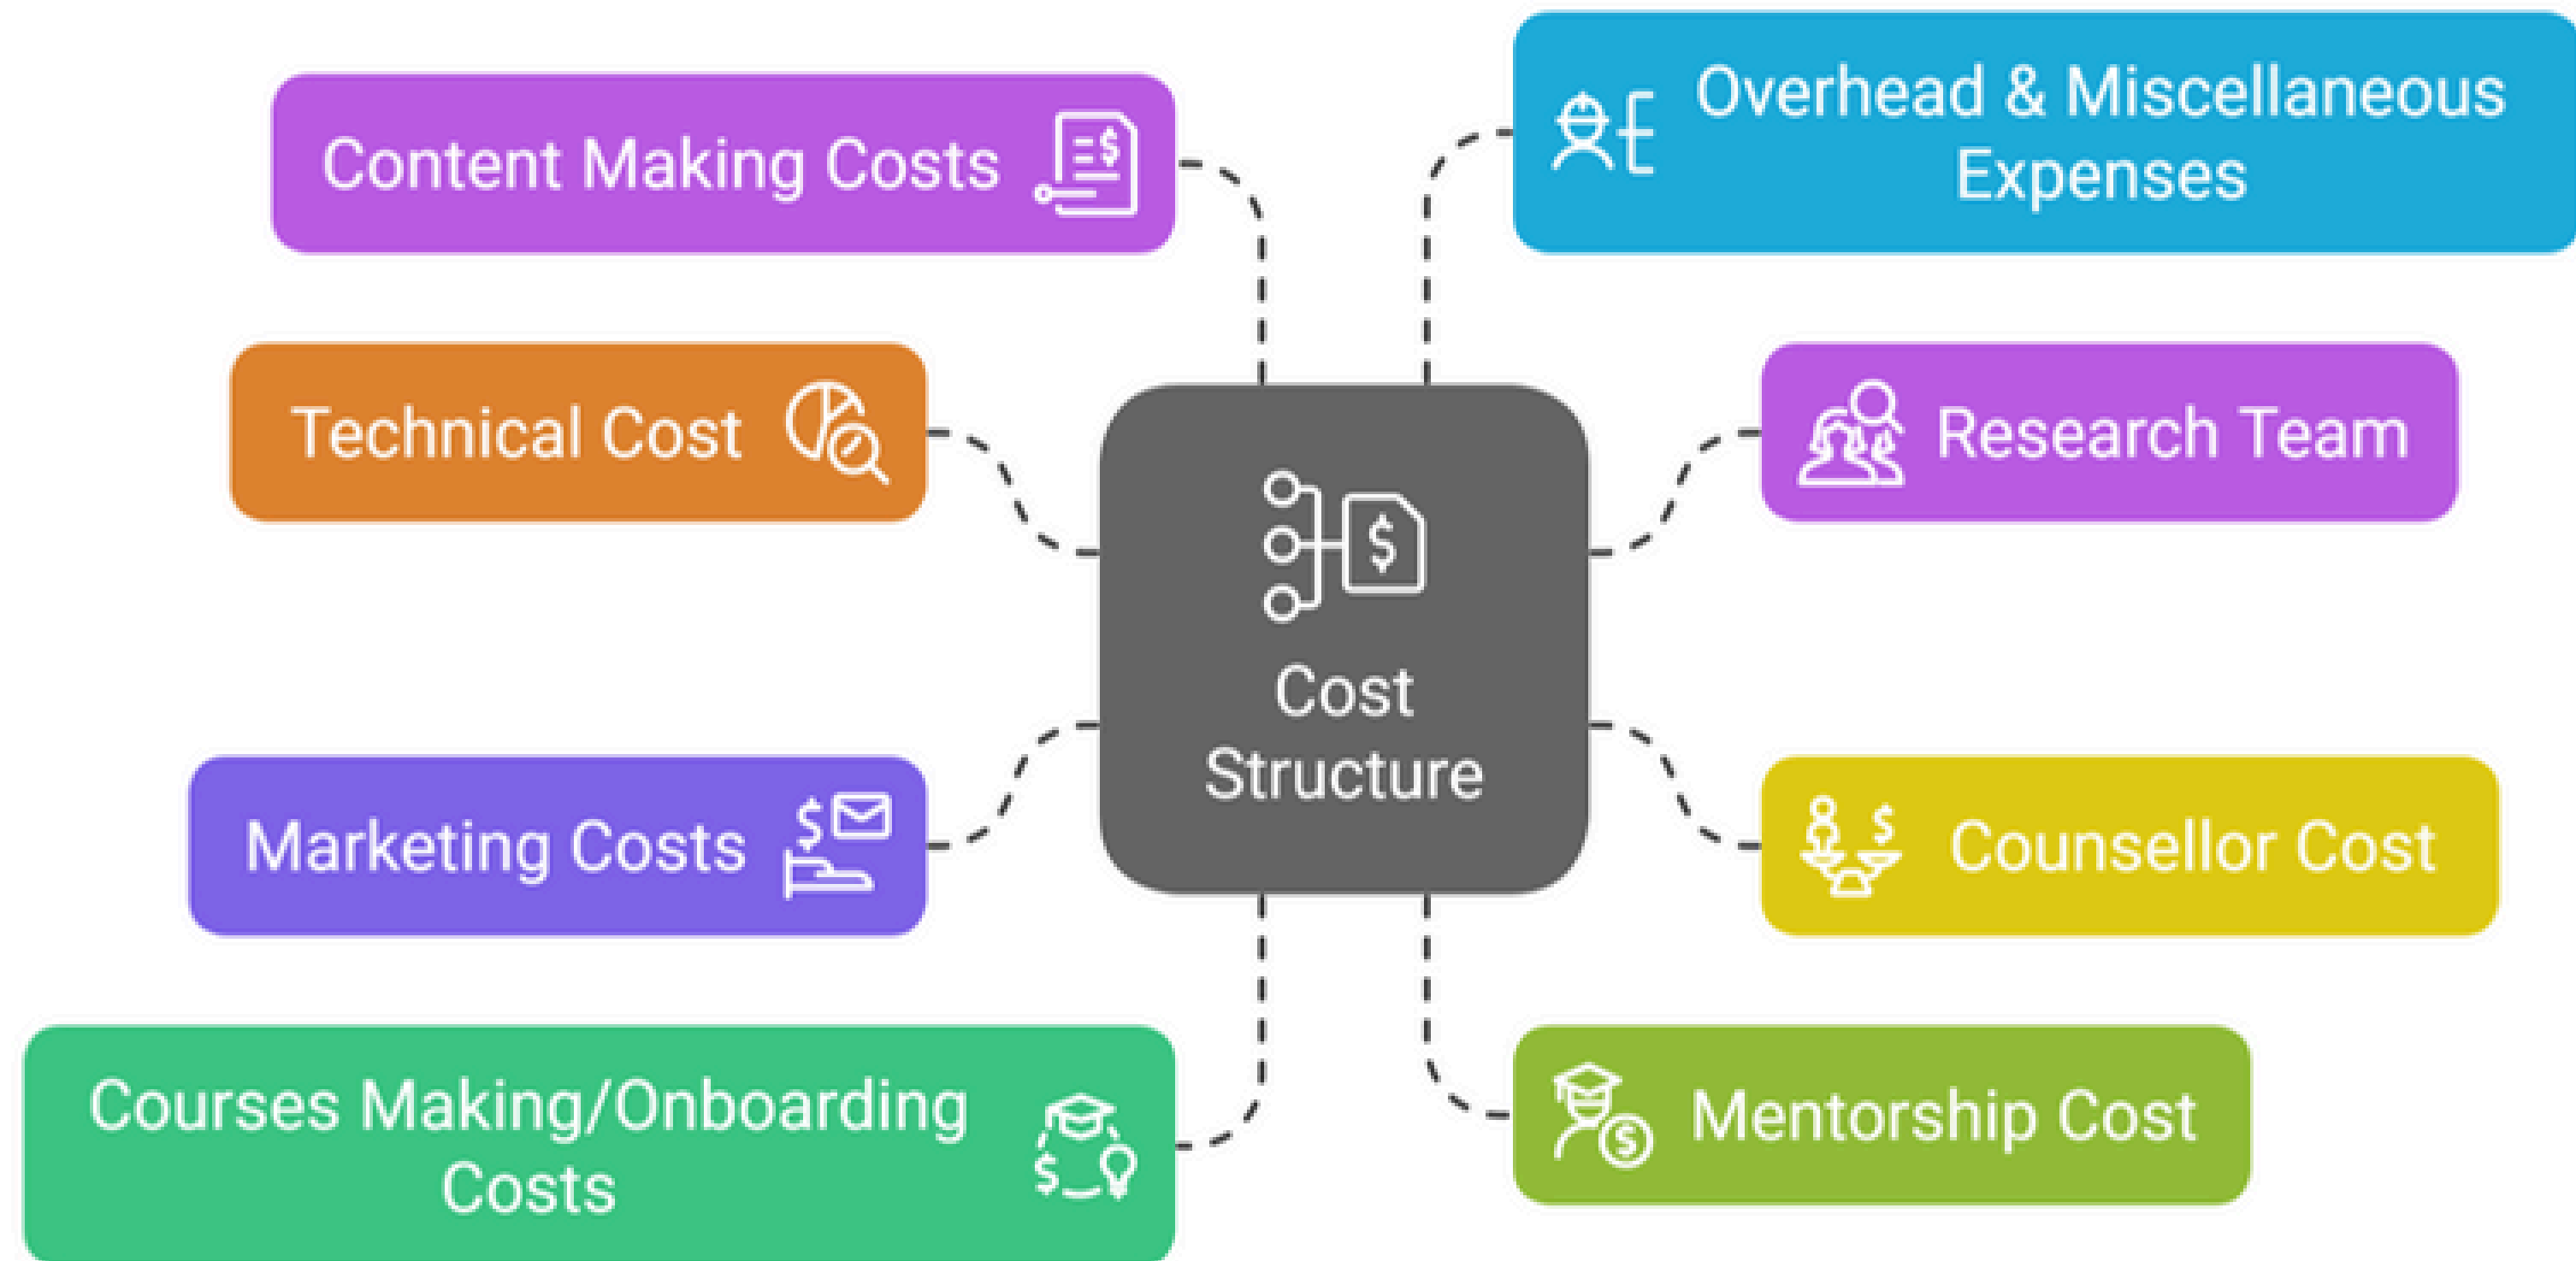 Content Making Costs
Overhead & Miscellaneous
Expenses
Technical Cost
Research Team
Cost
Structure
Marketing Costs
Counsellor Cost
Courses Making/Onboarding
Costs
Mentorship Cost